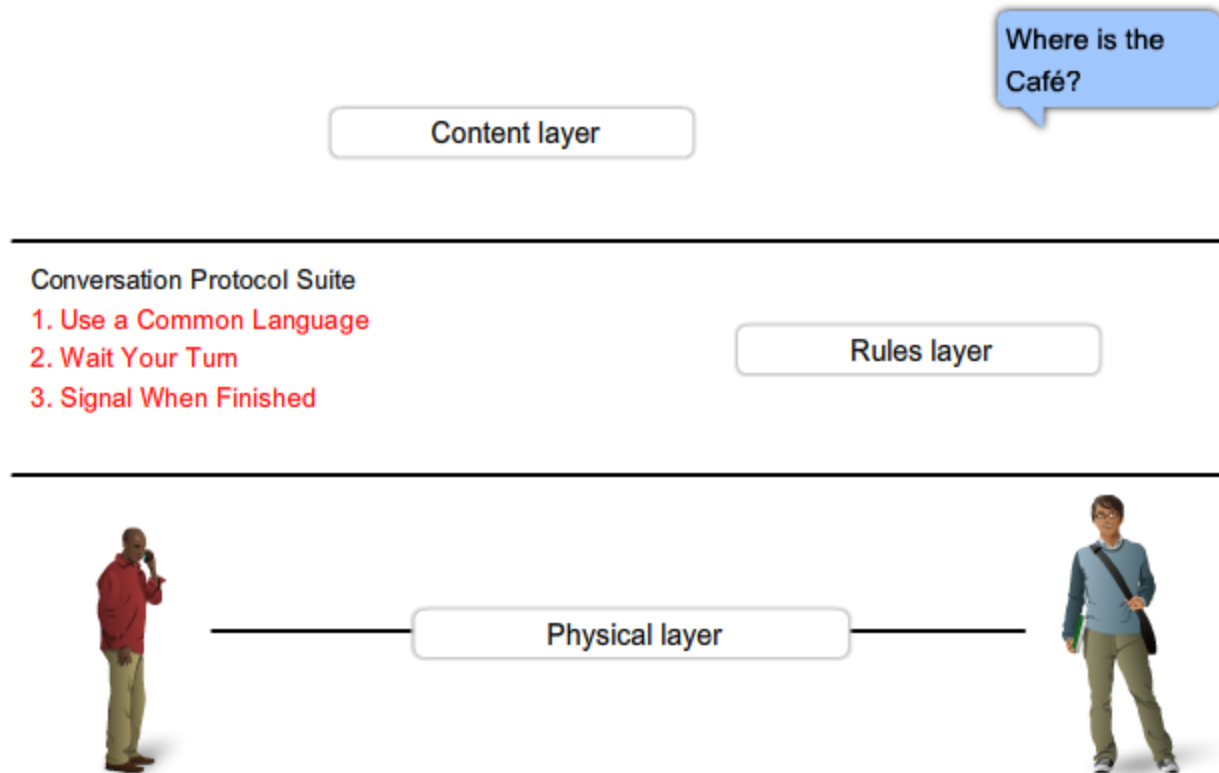 Where is the
Café?
Content layer
Conversation Protocol Suite
1. Use a Common Language
2. Wait Your Turn
3. Signal When Finished
Rules layer
Physical layer